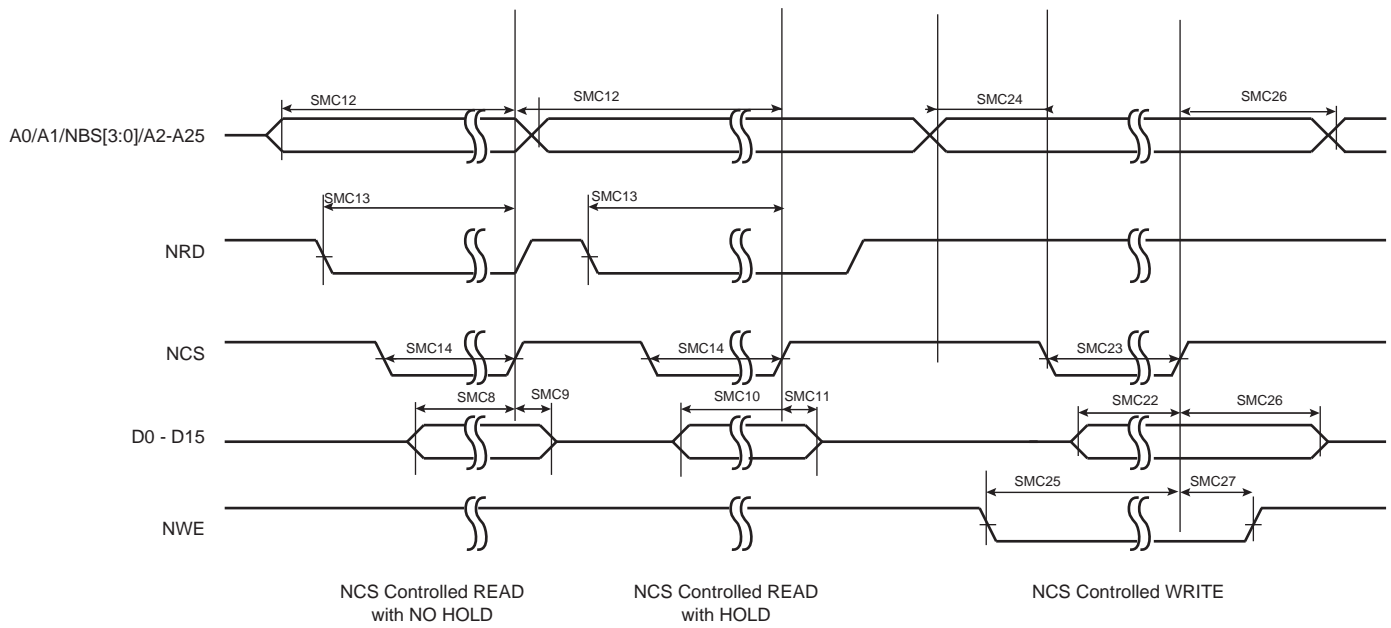 SMC12
SMC12
SMC24
SMC26
A0/A1/NBS[3:0]/A2-A25
SMC13
SMC13
NRD
NCS
SMC14
SMC14
SMC23
SMC8
SMC9
SMC10
SMC11
SMC22
SMC26
D0 - D15
SMC25
SMC27
NWE
NCS Controlled READ
with NO HOLD
NCS Controlled READ
with HOLD
NCS Controlled WRITE